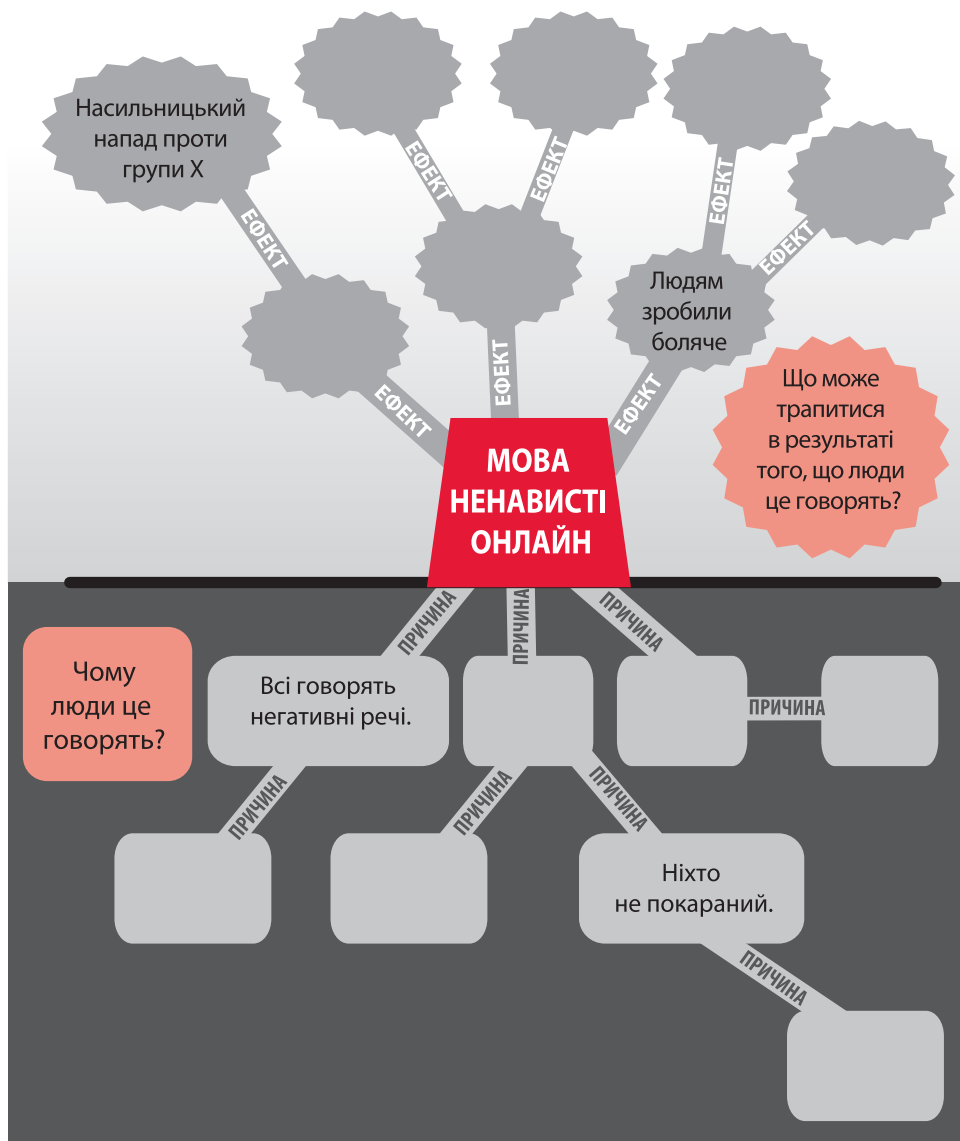 Насильницький
напад проти
групи Х
ЕФЕКТ
ЕФЕКТ
ЕФЕКТ
ЕФЕКТ
ЕФЕКТ
Людям
зробили
боляче
ЕФЕКТ
ЕФЕКТ
ЕФЕКТ
Що може
трапитися
в результаті
того, що люди
це говорять?
МОВА
НЕНАВИСТІ
ОНЛАЙН
ПРИЧИНА
ПРИЧИНА
ПРИЧИНА
Чому
люди це
говорять?
Всі говорять
негативні речі.
ПРИЧИНА
ПРИЧИНА
ПРИЧИНА
ПРИЧИНА
Ніхто
не покараний.
ПРИЧИНА